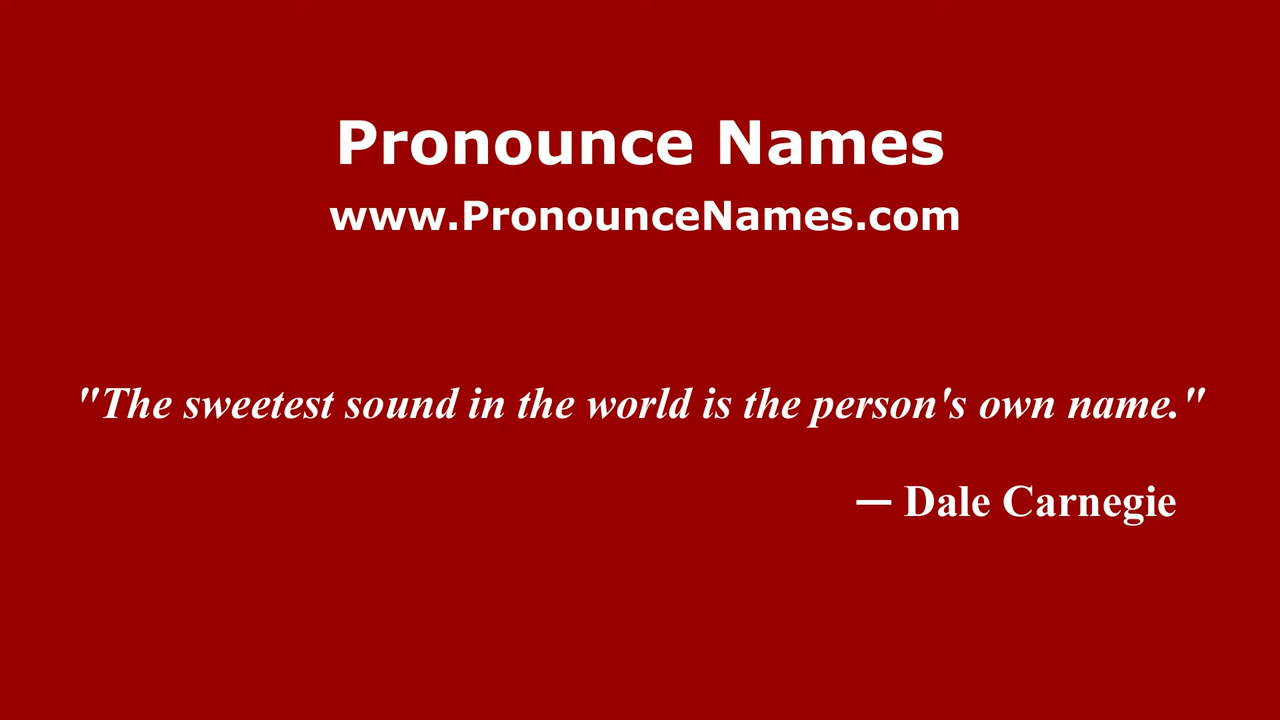 Pronounce Names
www.PronounceNames.com
"The sweetest sound in the world is the person's own name."
— Dale Carnegie